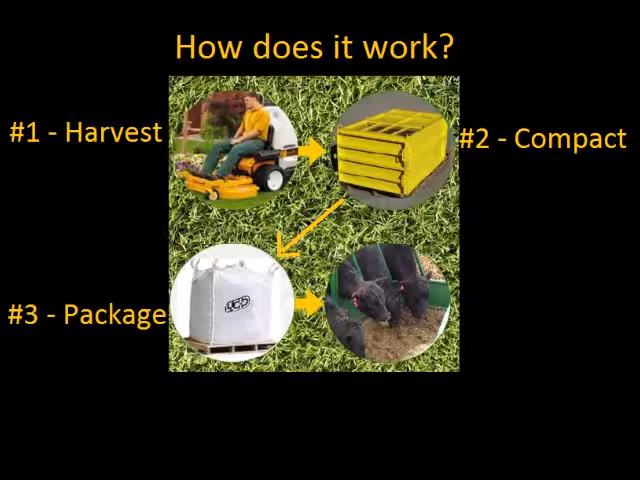 How does it work?
#1 - Harvest
#2 - Compact
#3 - Package